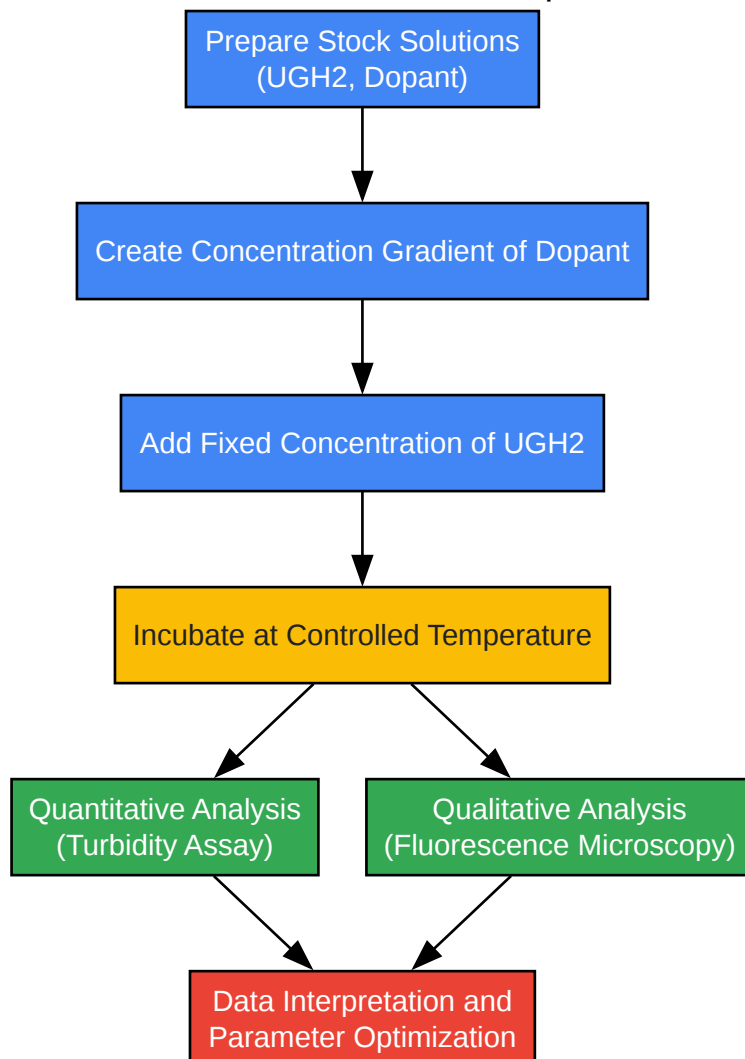 Prepare Stock Solutions
(UGH2, Dopant)
Create Concentration Gradient of Dopant
Add Fixed Concentration of UGH2
Incubate at Controlled Temperature
Quantitative Analysis
(Turbidity Assay)
Qualitative Analysis
(Fluorescence Microscopy)
Data Interpretation and
Parameter Optimization